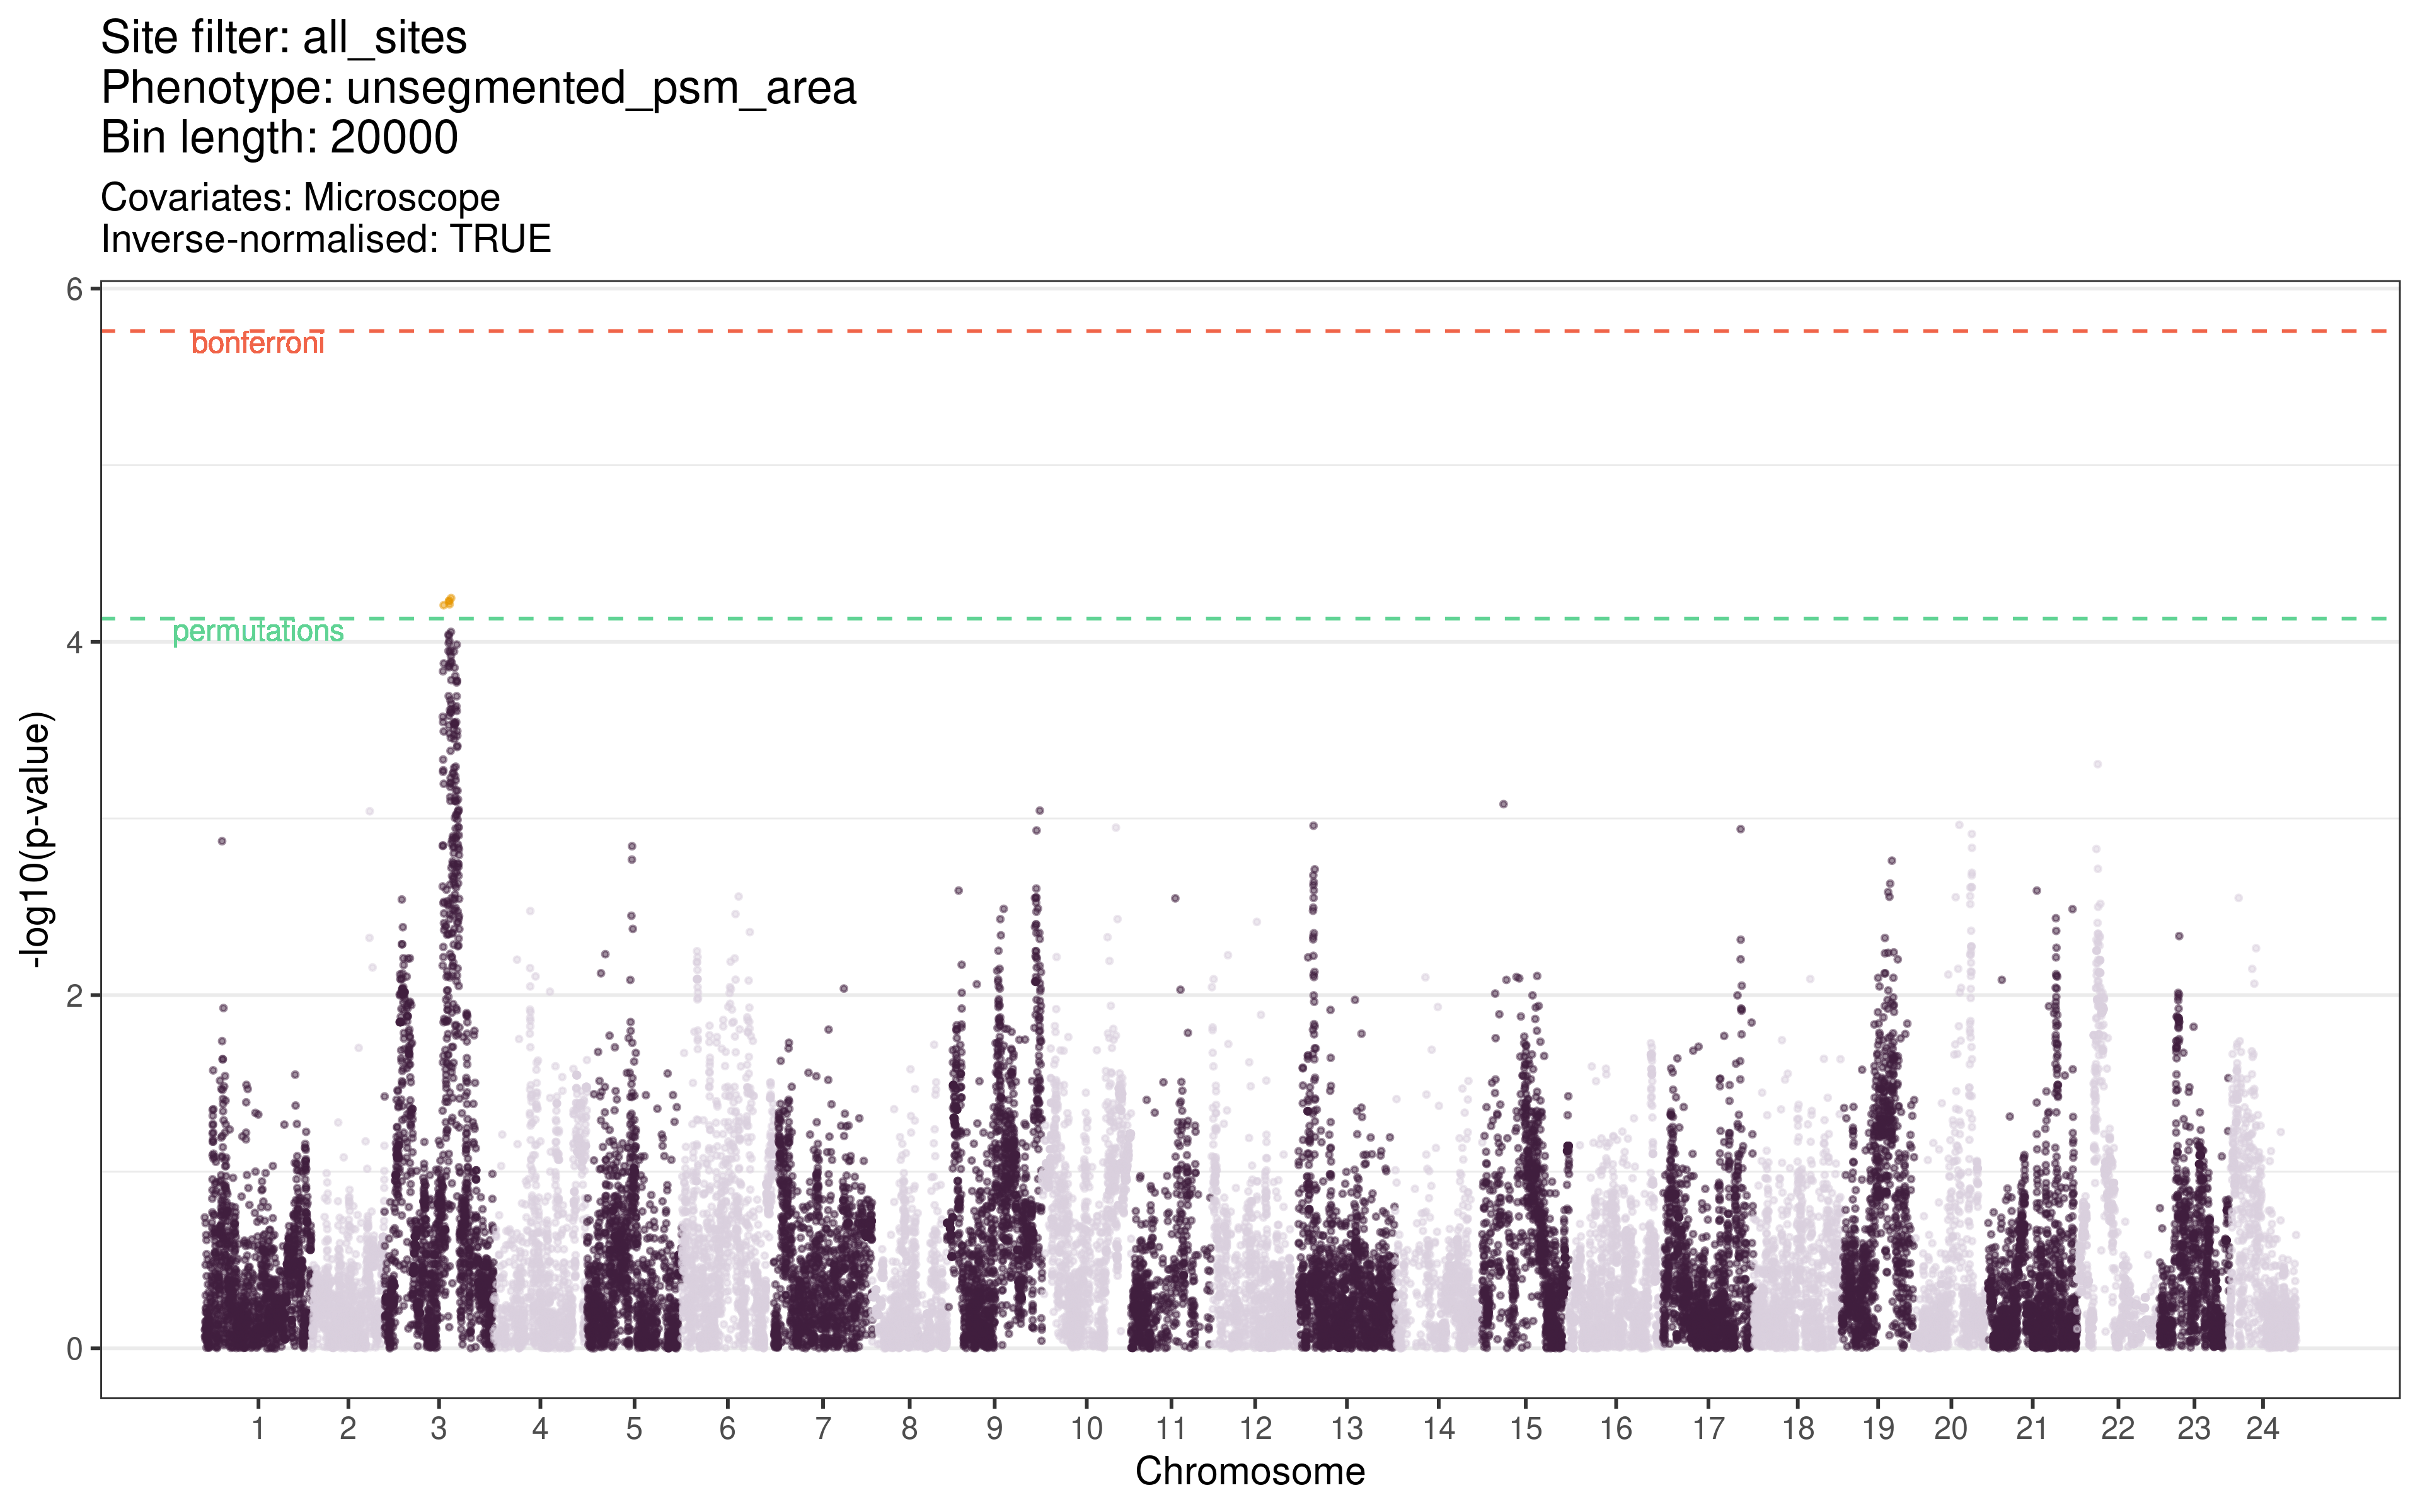 Site filter: all_sites
Phenotype: unsegmented_psm_area
Bin length: 20000
Covariates: Microscope
Inverse-normalised: TRUE
6
bonferroni
permutations
4
-log10(p-value)
2
0
1 2 3 4 5 6 7 8 9 10 11 12 13 14 15 16 17 18 19 20 21 22 23 24
Chromosome